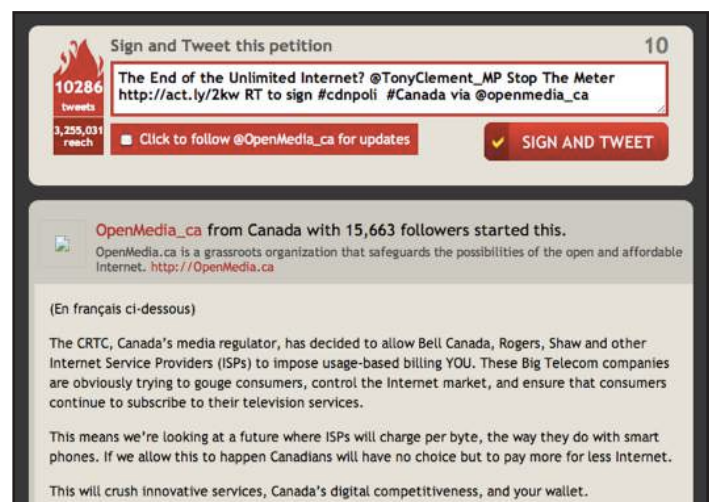 Sign and Tweet this petition
10
10286
tweets
3,255,031
reach
The End of the Unlimited Internet? @TonyClement_MP Stop The Meter
http://act.ly/2kw RT to sign #cdnpoli #Canada via @openmedia_ca
Click to follow @OpenMedia_ca for updates
SIGN AND TWEET
OpenMedia_ca from Canada with 15,663 followers started this.
OpenMedia.ca is a grassroots organization that safeguards the possibilities of the open and affordable
Internet. http://OpenMedia.ca
(En français ci-dessous)
The CRTC, Canada's media regulator, has decided to allow Bell Canada, Rogers, Shaw and other
Internet Service Providers (ISPs) to impose usage-based billing YOU. These Big Telecom companies
are obviously trying to gouge consumers, control the Internet market, and ensure that consumers
continue to subscribe to their television services.
This means we're looking at a future where ISPs will charge per byte, the way they do with smart
phones. If we allow this to happen Canadians will have no choice but to pay more for less Internet.
This will crush innovative services, Canada's digital competitiveness, and your wallet.